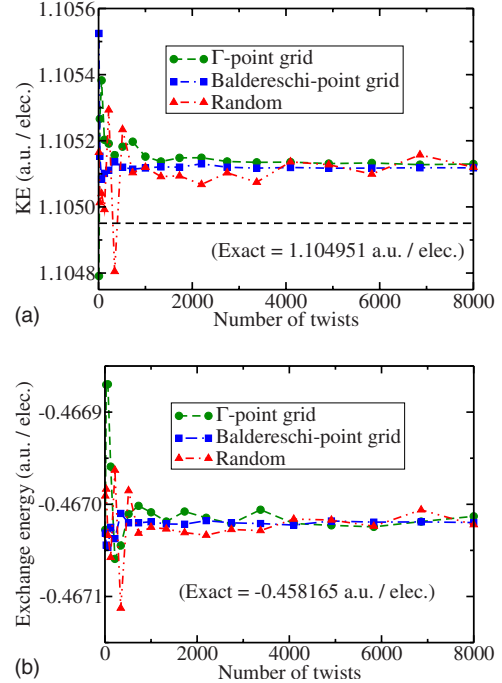 1.1056
1.1054
1.1052
1.1050
1.1048
KE (a.u. / elec.)
Γ-point grid
Baldereschi-point grid
Random
(Exact = 1.104951 a.u. / elec.)
0 2000 4000 6000 8000
Number of twists
(a)
-0.4669
-0.4670
-0.4671
Exchange energy (a.u. / elec.)
Γ-point grid
Baldereschi-point grid
Random
(Exact = -0.458165 a.u. / elec.)
0 2000 4000 6000 8000
Number of twists
(b)